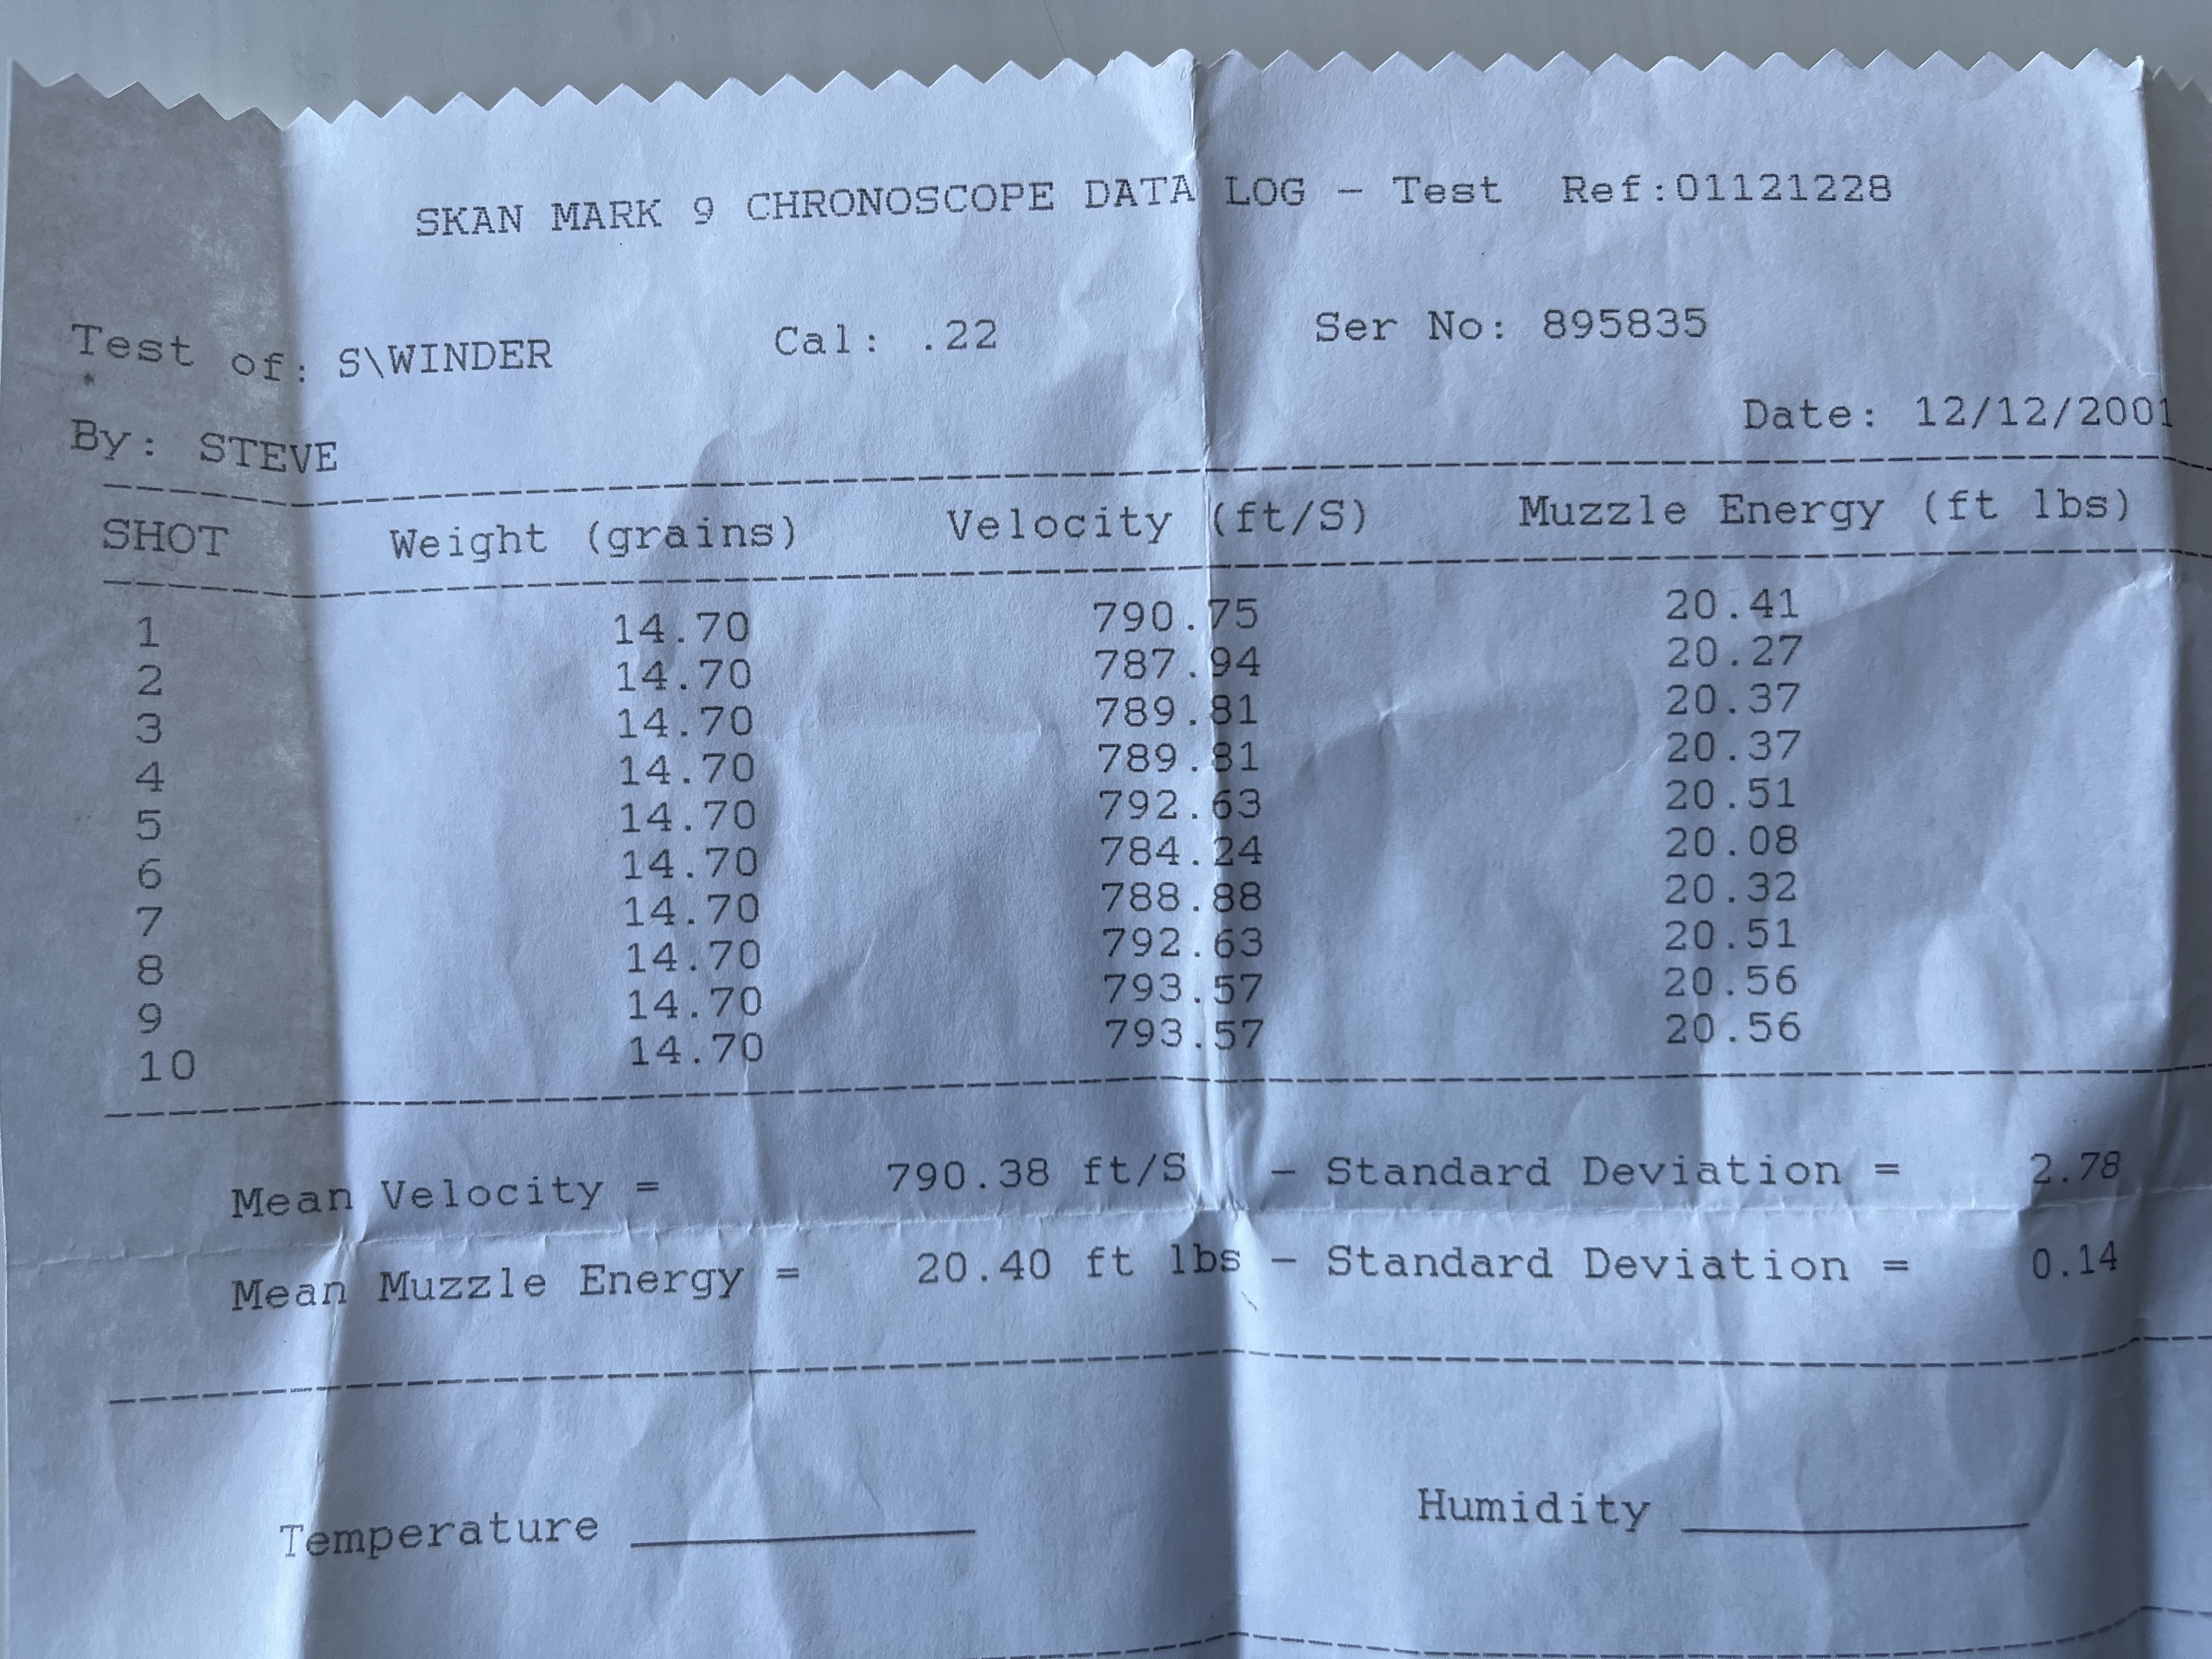 SKAN MARK 9 CHRONOSCOPE DATA LOG - Test Ref:01121228
Test of: S\WINDER Cal: .22 Ser No: 895835
By: STEVE Date: 12/12/2001
SHOT Weight (grains) Velocity (ft/S) Muzzle Energy (ft lbs)
1 14.70 790.75 20.41
2 14.70 787.94 20.27
3 14.70 789.81 20.37
4 14.70 789.81 20.37
5 14.70 792.63 20.51
6 14.70 784.24 20.08
7 14.70 788.88 20.32
8 14.70 792.63 20.51
9 14.70 793.57 20.56
10 14.70 793.57 20.56
Mean Velocity = 790.38 ft/S - Standard Deviation = 2.78
Mean Muzzle Energy = 20.40 ft lbs - Standard Deviation = 0.14
Temperature Humidity